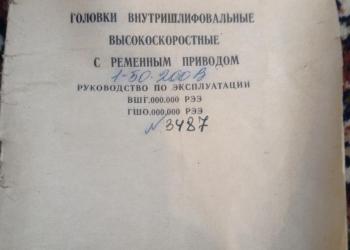 ГОЛОВКИ ВНУТРИШЛИФОВАЛЬНЫЕ
ВЫСОКОСКОРОСТНЫЕ
С РЕМЕННЫМ ПРИВОДОМ
1-50-200В
РУКОВОДСТВО ПО ЭКСПЛУАТАЦИИ
ВШГ.000.000 РЭЭ
ГШО.000,000 РЭЭ
N 3487